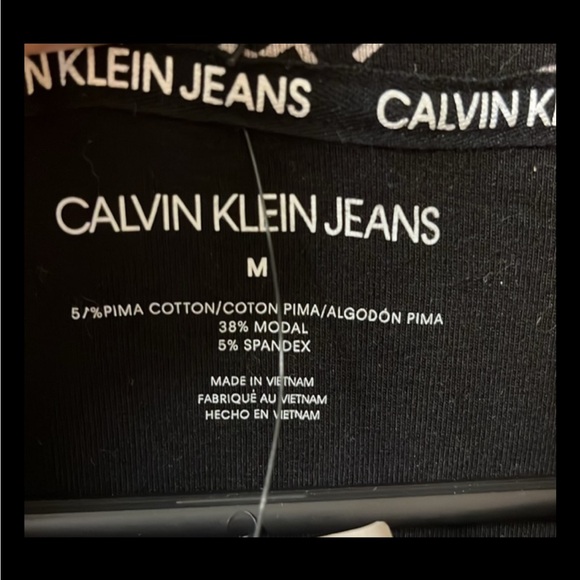 N KLEIN JEANS
CALVIN K
CALVIN KLEIN JEANS
M
57%PIMA COTTON/COTON PIMA/ALGODÓN PIMA
38% MODAL
5% SPANDEX
MADE IN VIETNAM
FABRIQUÉ AU VIETNAM
HECHO EN VIETNAM